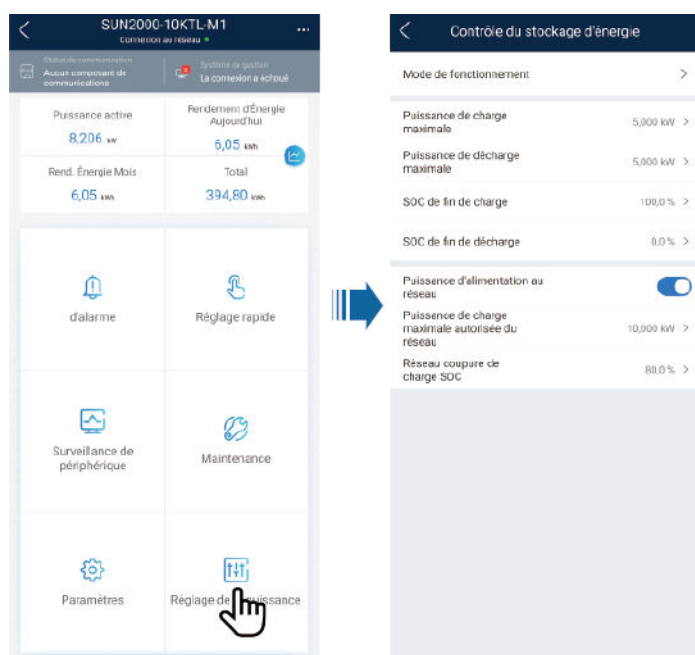 SUN2000-10KTL-M1
Connexion au réseau
Statut de communication
Aucun composant de
communications
Système de gestion
La connexion a échoué
Puissance active
8,206 kW
Rendement d'Énergie
Aujourd'hui
6,05 kWh
Rend. Énergie Mois
6,05 kWh
Total
394,80 kWh
d'alarme
Réglage rapide
Surveillance de
périphérique
Maintenance
Paramètres
Réglage de puissance
Contrôle du stockage d'énergie
Mode de fonctionnement
Puissance de charge
maximale
5,000 kW
Puissance de décharge
maximale
5,000 kW
SOC de fin de charge
100,0 %
SOC de fin de décharge
0,0 %
Puissance d'alimentation au
réseau
Puissance de charge
maximale autorisée du
réseau
10,000 kW
Réseau coupure de
charge SOC
80,0 %